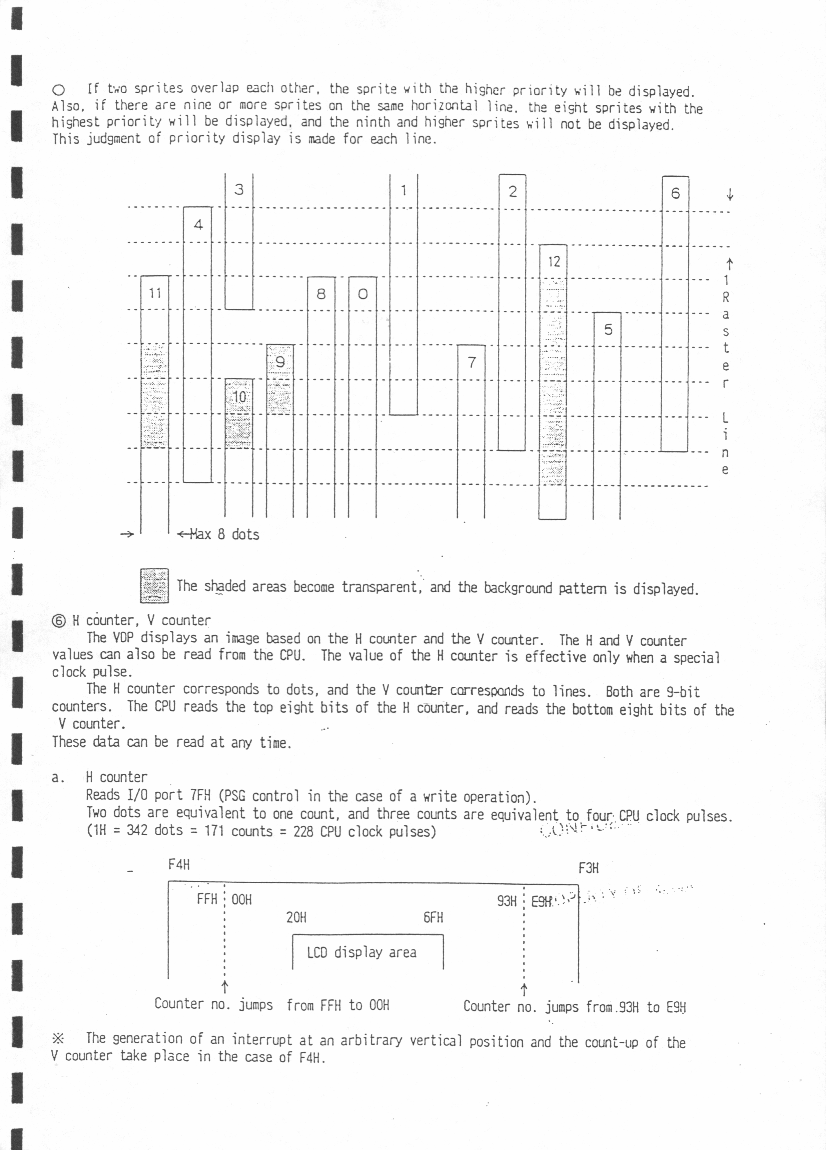 ○ If two sprites overlap each other, the sprite with the higher priority will be displayed.
Also, if there are nine or more sprites on the same horizontal line, the eight sprites with the
highest priority will be displayed, and the ninth and higher sprites will not be displayed.
This judgment of priority display is made for each line.
3 1 2 6 ↓
4
12 ↑
11 8 0 1 Raster Line
5
9 7
10
→ ←Max 8 dots
The shaded areas become transparent, and the background pattern is displayed.
⑥ H counter, V counter
The VDP displays an image based on the H counter and the V counter. The H and V counter
values can also be read from the CPU. The value of the H counter is effective only when a special
clock pulse.
The H counter corresponds to dots, and the V counter corresponds to lines. Both are 9-bit
counters. The CPU reads the top eight bits of the H counter, and reads the bottom eight bits of the
V counter.
These data can be read at any time.
a. H counter
Reads I/O port 7FH (PSG control in the case of a write operation).
Two dots are equivalent to one count, and three counts are equivalent to four CPU clock pulses.
(1H = 342 dots = 171 counts = 228 CPU clock pulses)
F4H F3H
FFH 00H 93H E9H
20H 6FH
LCD display area
↑ ↑
Counter no. jumps from FFH to 00H Counter no. jumps from 93H to E9H
※ The generation of an interrupt at an arbitrary vertical position and the count-up of the
V counter take place in the case of F4H.